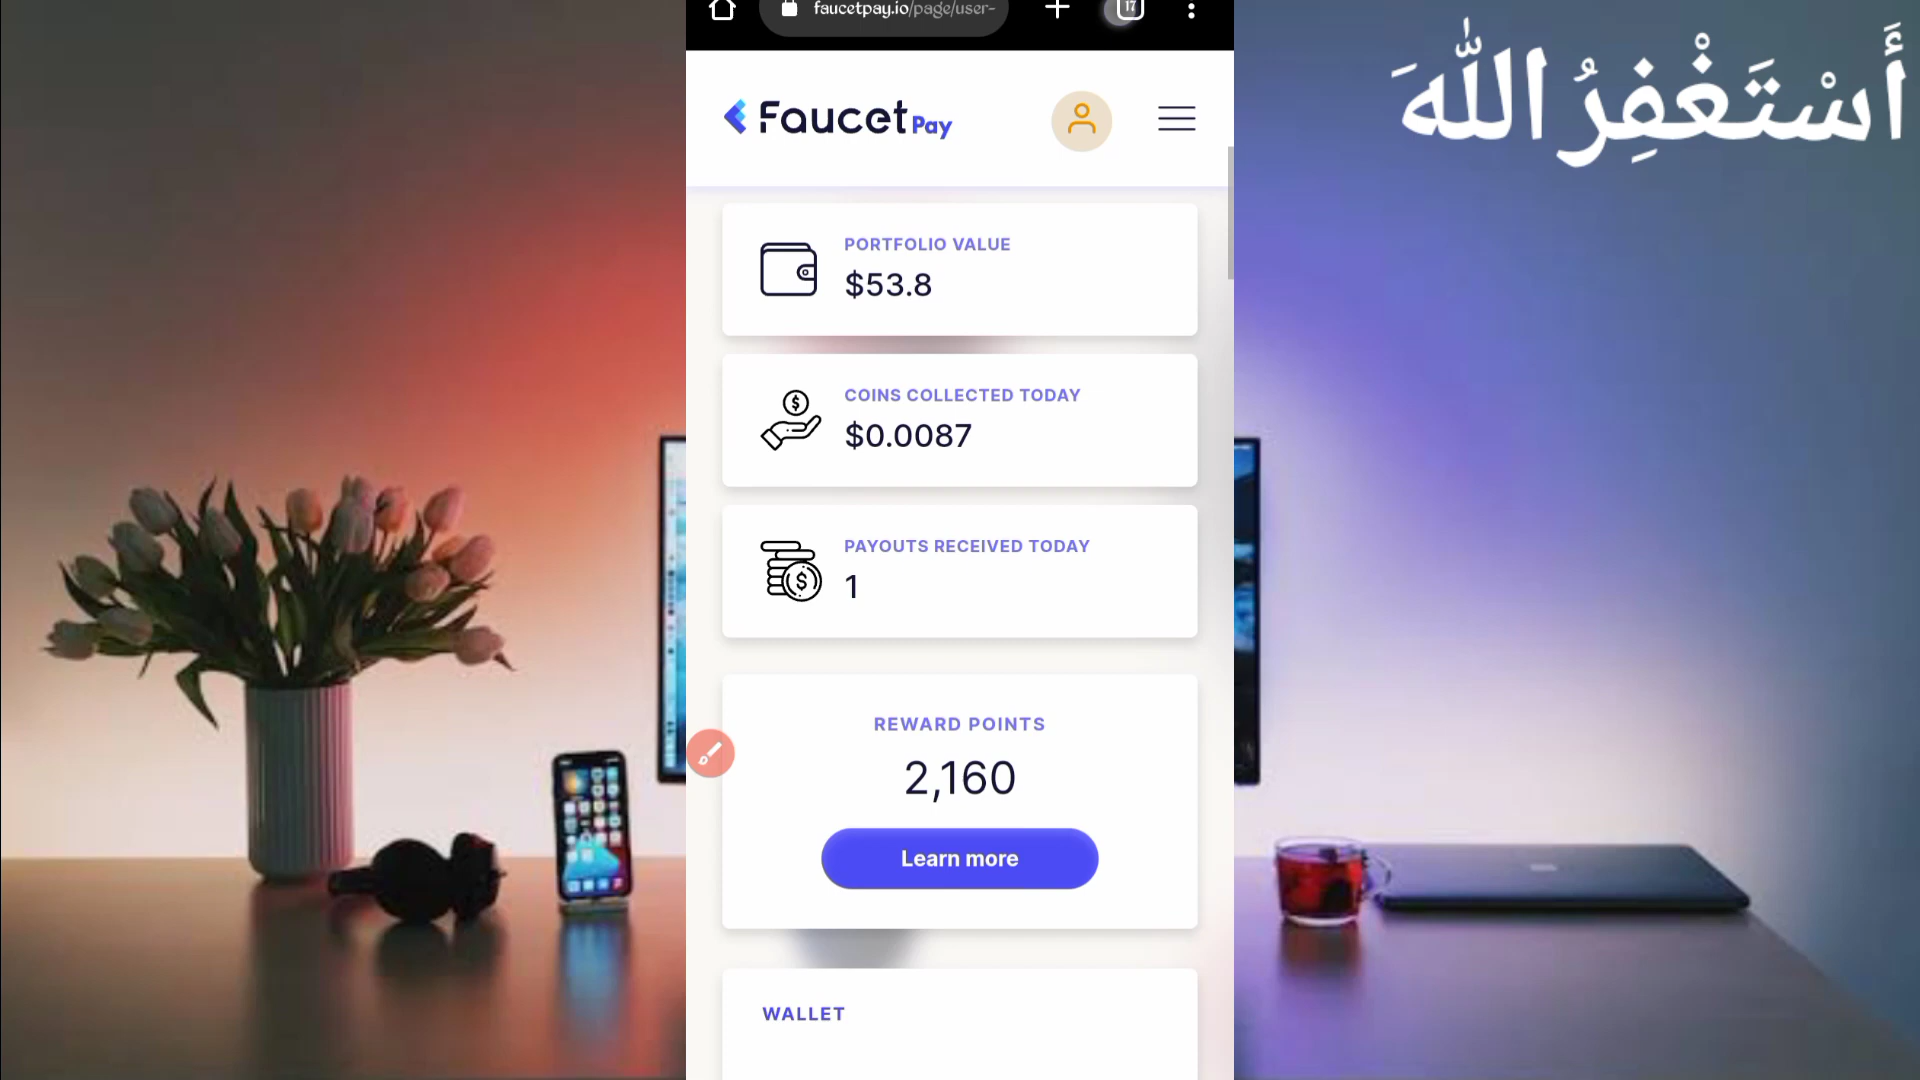 faucetpay.io/page/user-
17
Faucet Pay
أَسْتَغْفِرُ اللّٰهَ
PORTFOLIO VALUE
$53.8
COINS COLLECTED TODAY
$0.0087
PAYOUTS RECEIVED TODAY
1
REWARD POINTS
2,160
Learn more
WALLET